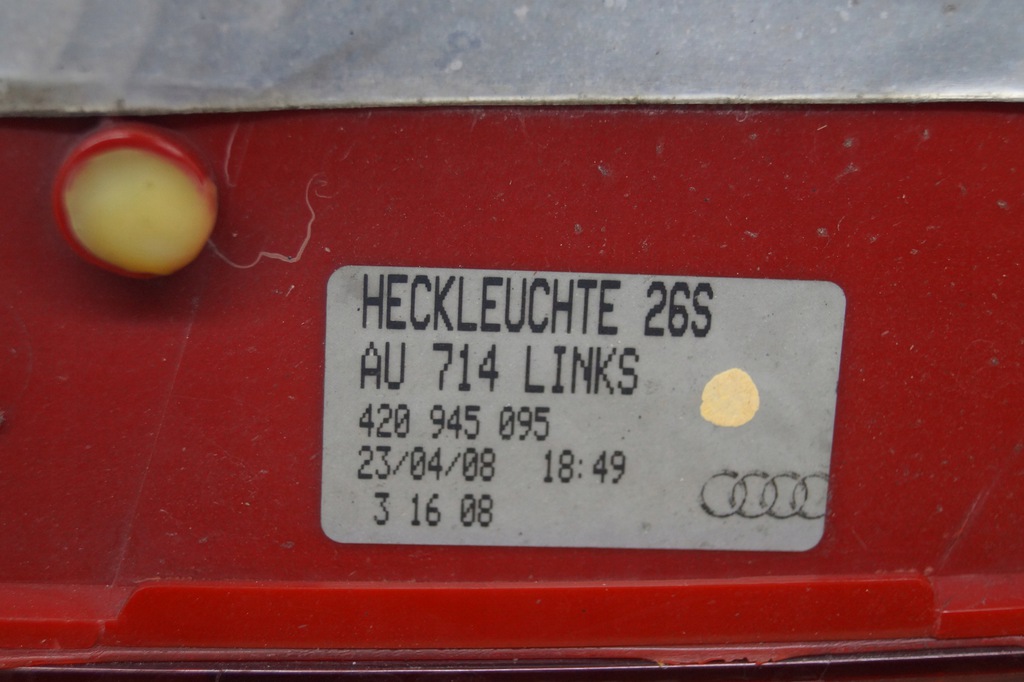 HECKLEUCHTE 26S
AU 714 LINKS
420 945 095
23/04/08 18:49
3 16 08